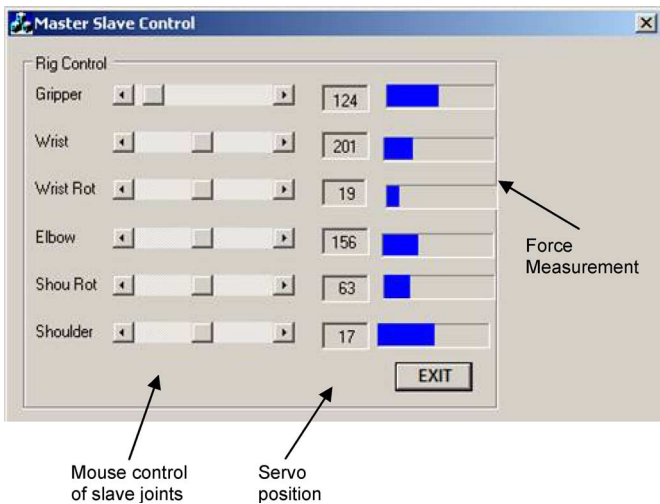 Master Slave Control
Rig Control
Gripper 124
Wrist 201
Wrist Rot 19
Elbow 156
Shou Rot 63
Shoulder 17
EXIT
Force
Measurement
Mouse control
of slave joints
Servo
position